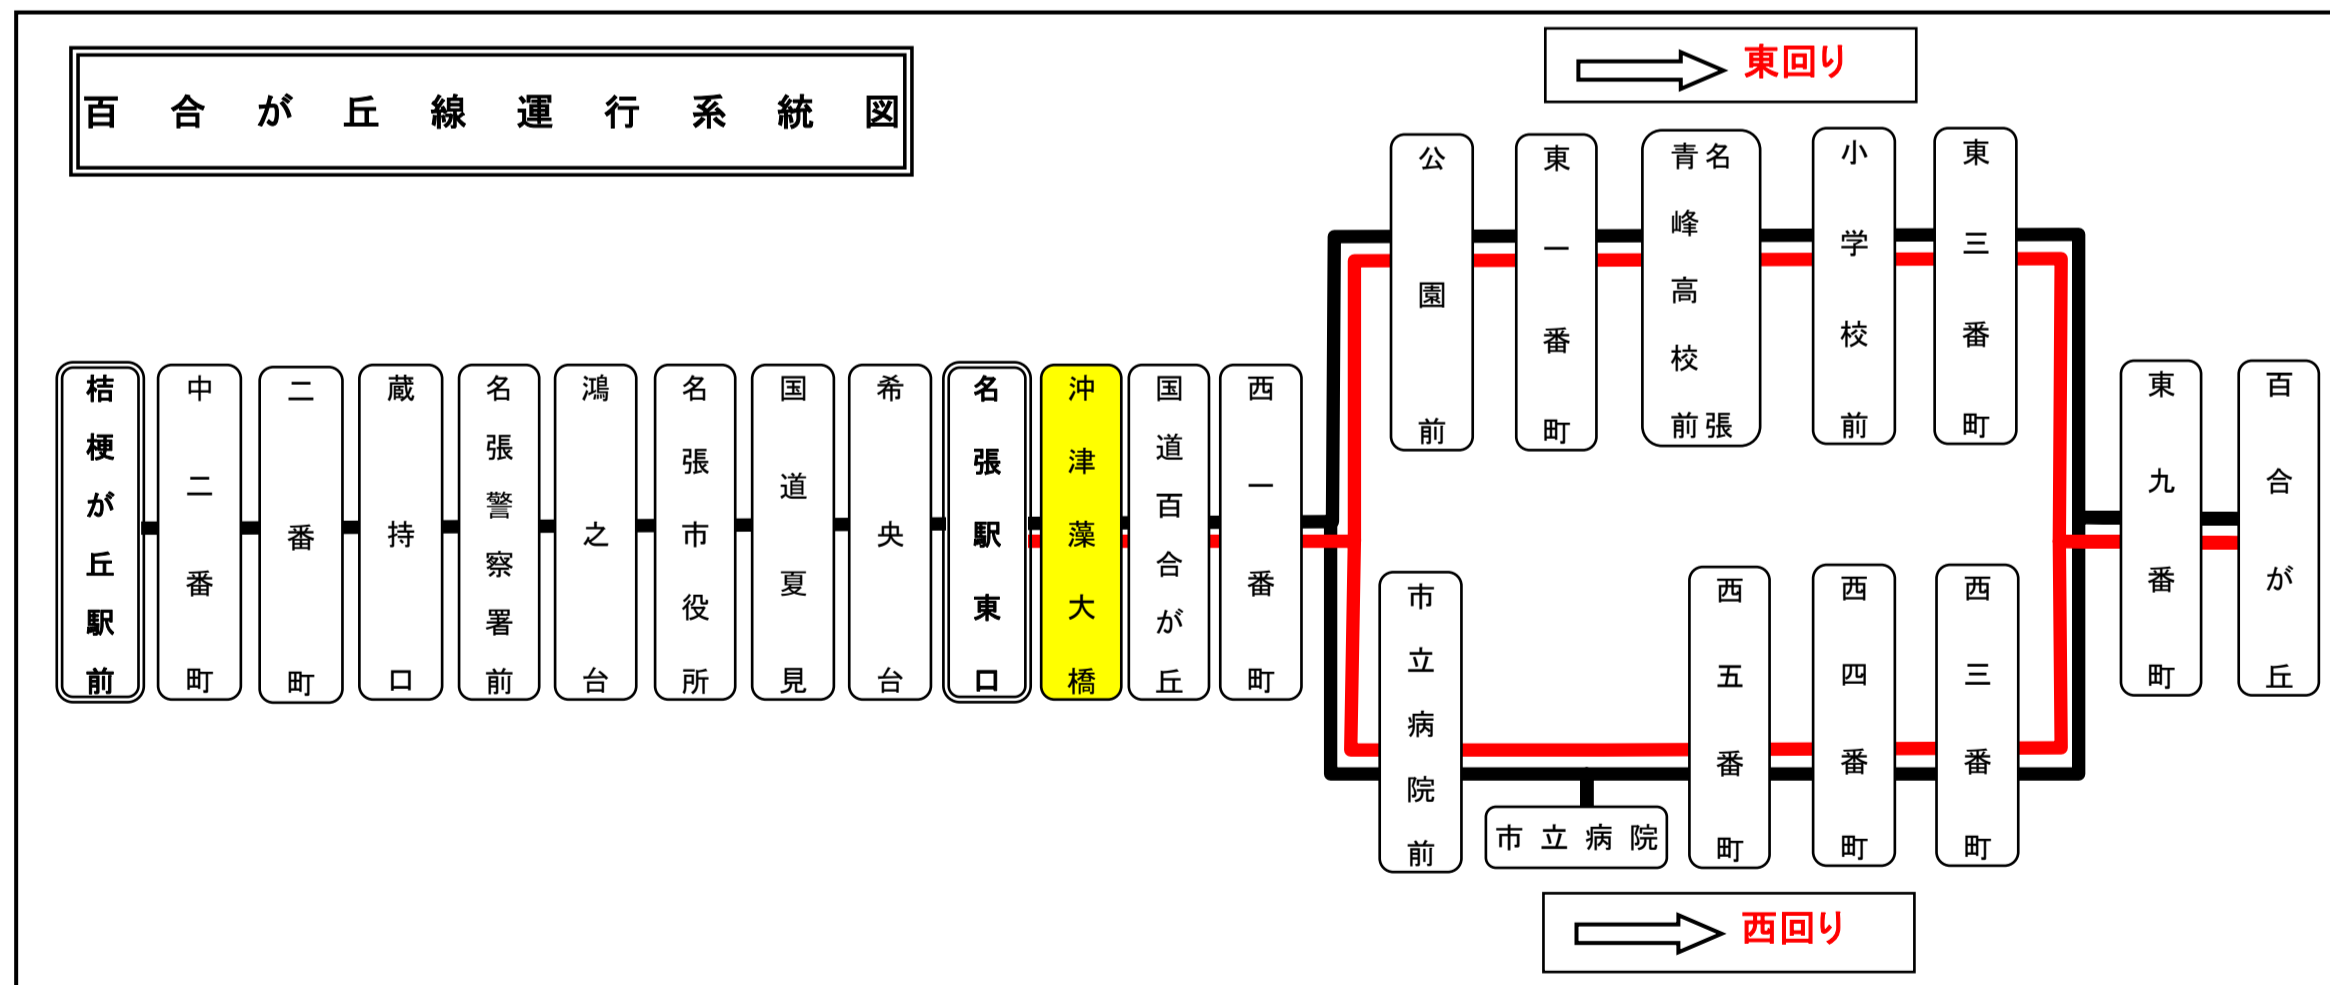 百合が丘線運行系統図
東回り
公園前
東一番町
名張青峰高校前
小学校前
東三番町
桔梗が丘駅前
中二番町
二番町
蔵持口
名張警察署前
鴻之台
名張市役所
国道夏見
希央台
名張駅東口
沖津藻大橋
国道百合が丘
西一番町
東九番町
百合が丘
市立病院前
市立病院
西五番町
西四番町
西三番町
西回り